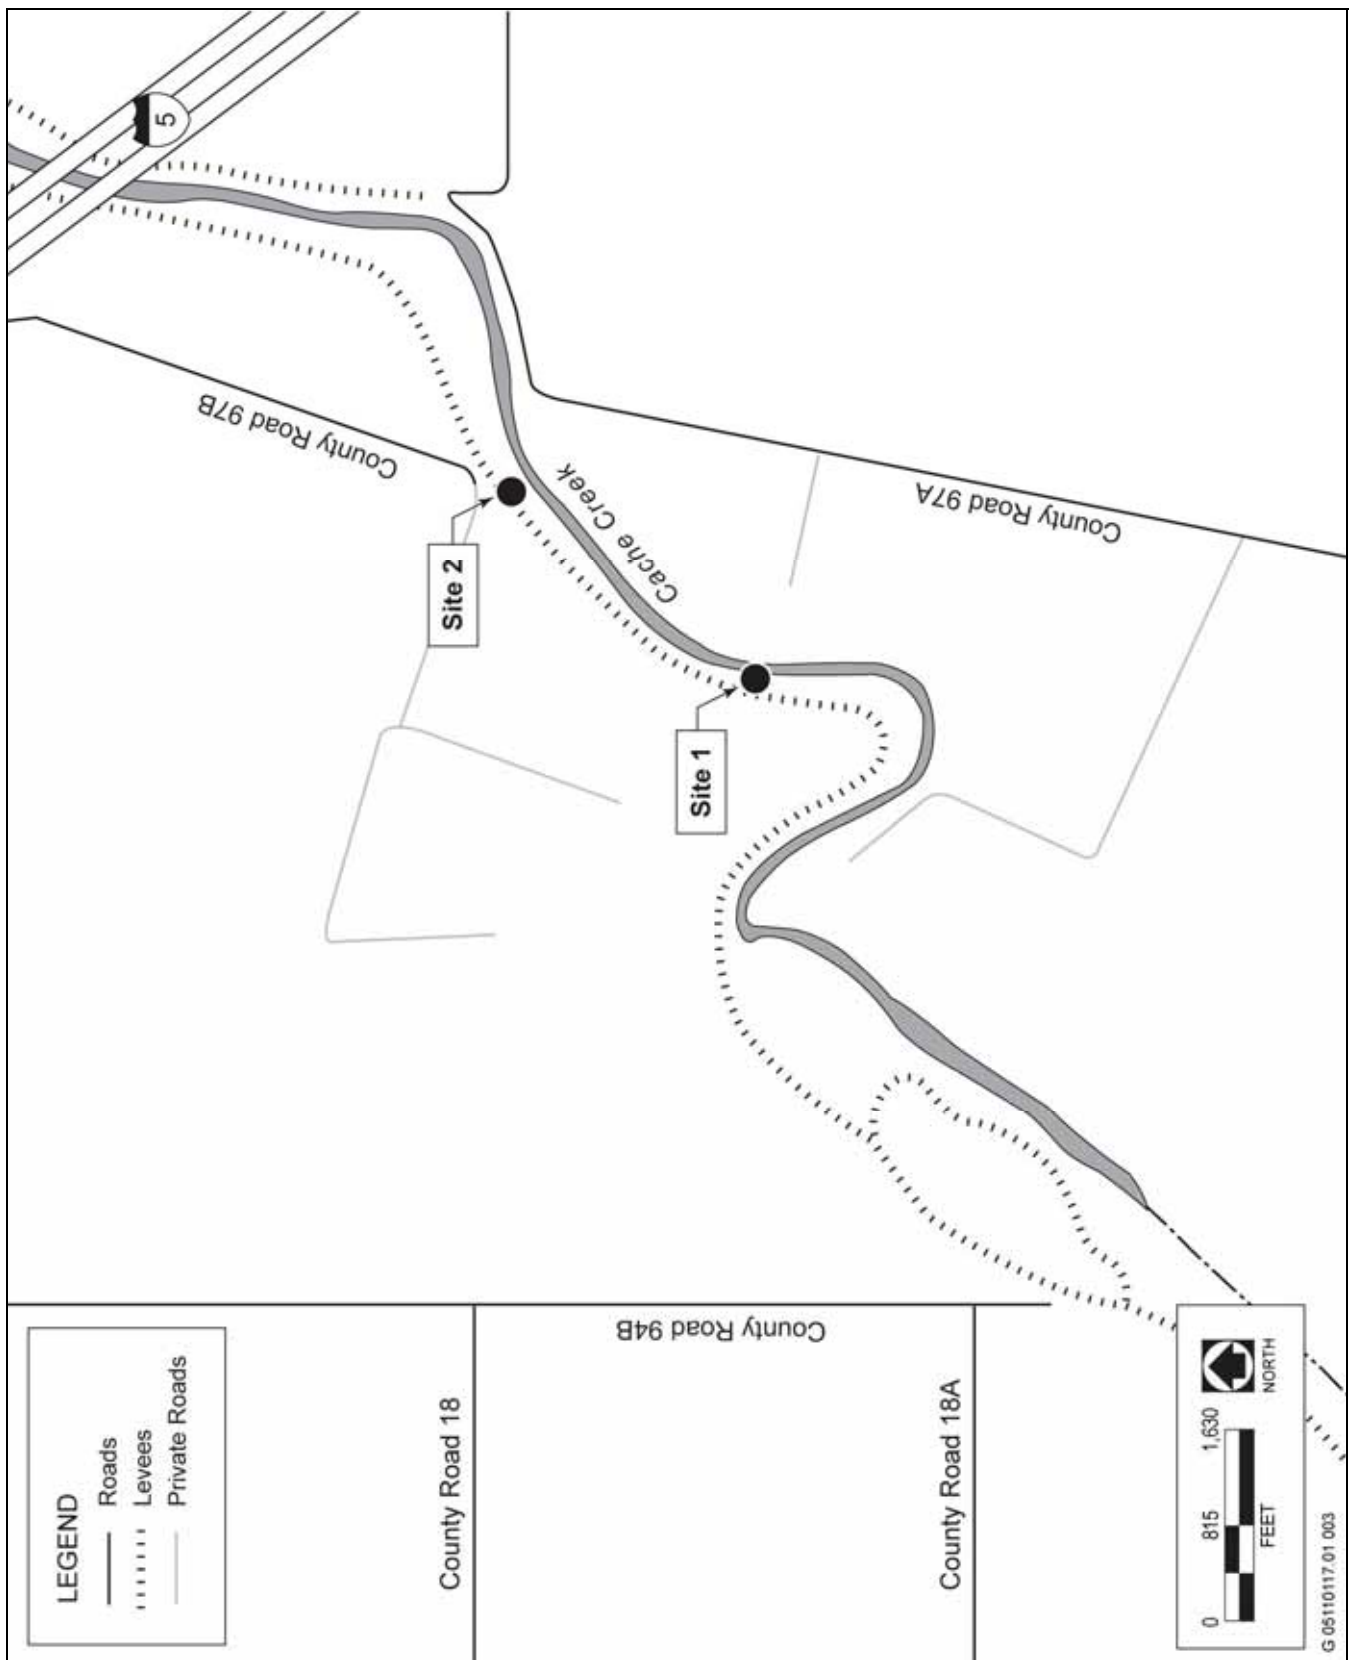 LEGEND
Roads
Levees
Private Roads
5
County Road 97B
Site 2
Cache Creek
County Road 97A
Site 1
County Road 18
County Road 94B
County Road 18A
0 815 1,630
FEET
NORTH
G 05110117.01 003